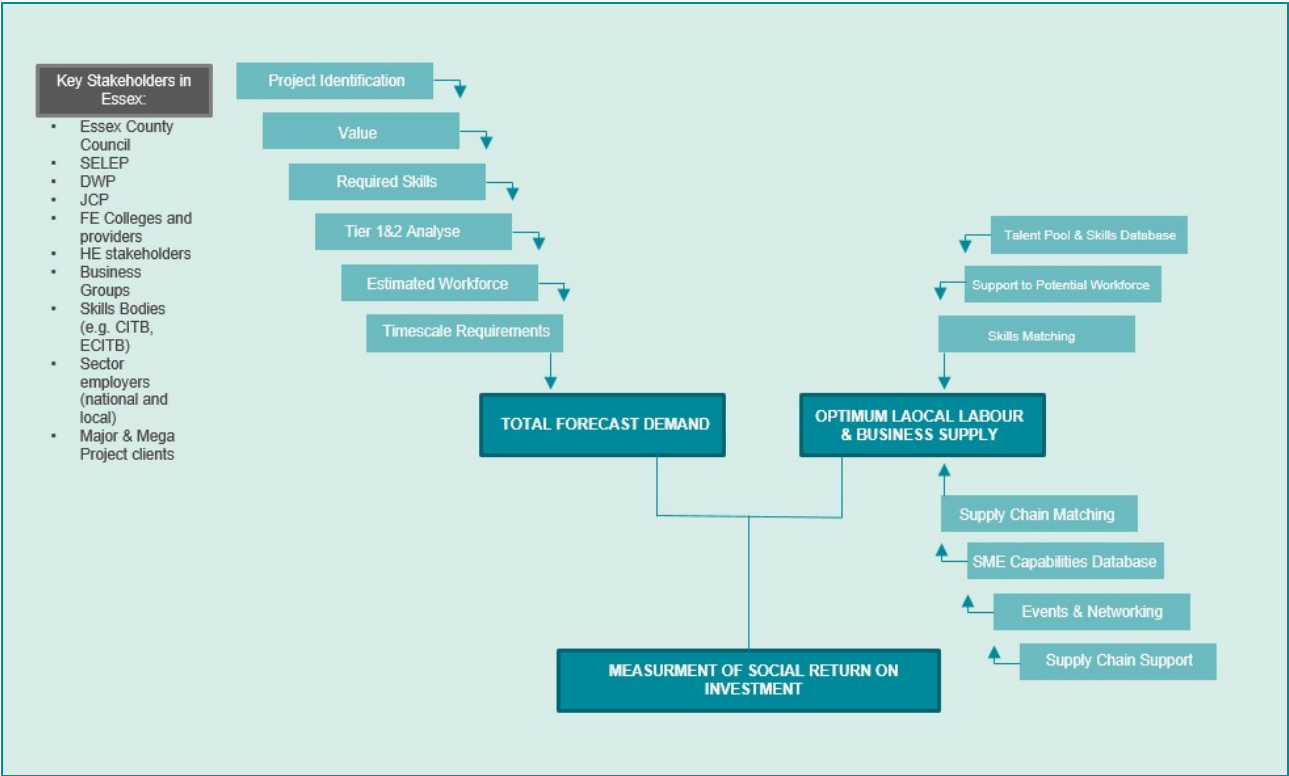 Key Stakeholders in
Essex:
• Essex County
Council
• SELEP
• DWP
• JCP
• FE Colleges and
providers
• HE stakeholders
• Business
Groups
• Skills Bodies
(e.g. CITB,
ECITB)
• Sector
employers
(national and
local)
• Major & Mega
Project clients
Project Identification
Value
Required Skills
Tier 1&2 Analyse
Estimated Workforce
Timescale Requirements
TOTAL FORECAST DEMAND
Talent Pool & Skills Database
Support to Potential Workforce
Skills Matching
OPTIMUM LAOCAL LABOUR
& BUSINESS SUPPLY
Supply Chain Matching
SME Capabilities Database
Events & Networking
Supply Chain Support
MEASURMENT OF SOCIAL RETURN ON
INVESTMENT